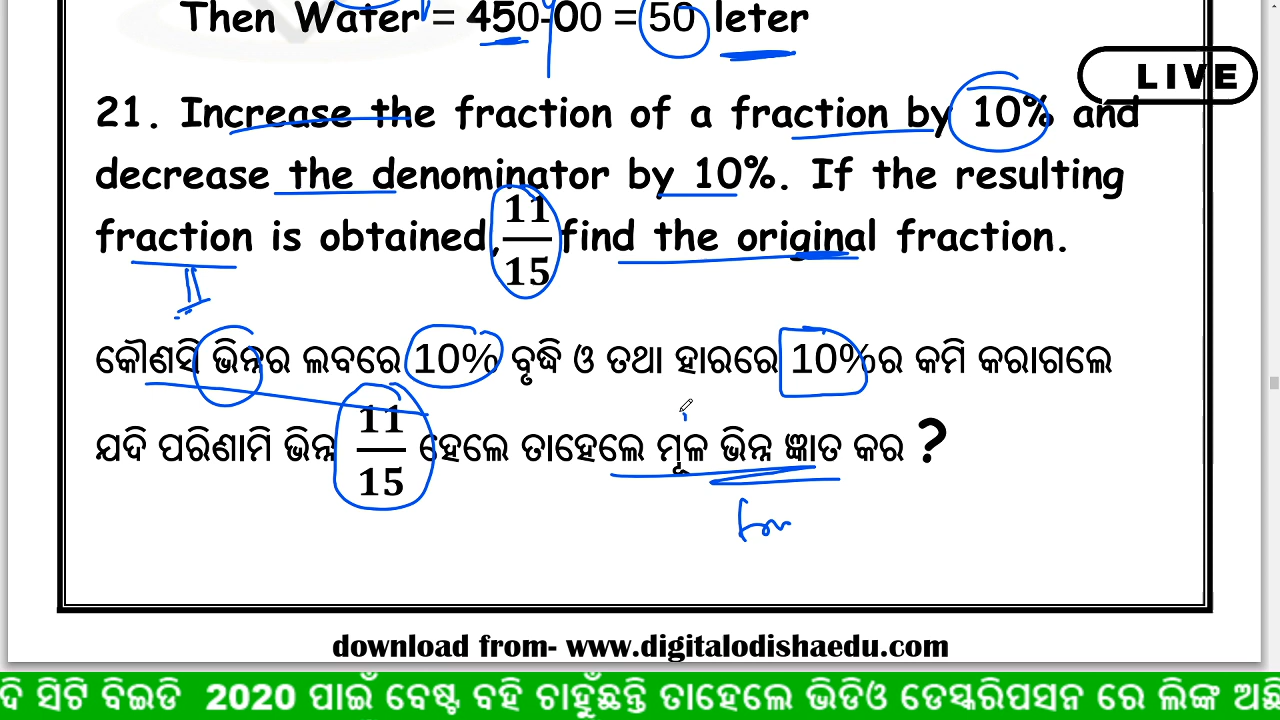 Then Water = 450-00 = 50 leter
LIVE
21. Increase the fraction of a fraction by 10% and
decrease the denominator by 10%. If the resulting
fraction is obtained, 11/15 find the original fraction.
କୌଣସି ଭିନ୍ନର ଲବରେ 10% ବୃଦ୍ଧି ଓ ତଥା ହାରରେ 10%ର କମି କରାଗଲେ
ଯଦି ପରିଣାମି ଭିନ୍ନ 11/15 ହେଲେ ତାହେଲେ ମୂଳ ଭିନ୍ନ ଜ୍ଞାତ କର ?
download from- www.digitalodishaedu.com
ଦି ସିଟି ବିଇଡି 2020 ପାଇଁ ବେଷ୍ଟ ବହି ଚାହୁଁଛନ୍ତି ତାହେଲେ ଭିଡିଓ ଡେସ୍କରିପସନ ରେ ଲିଙ୍କ ଅଛି